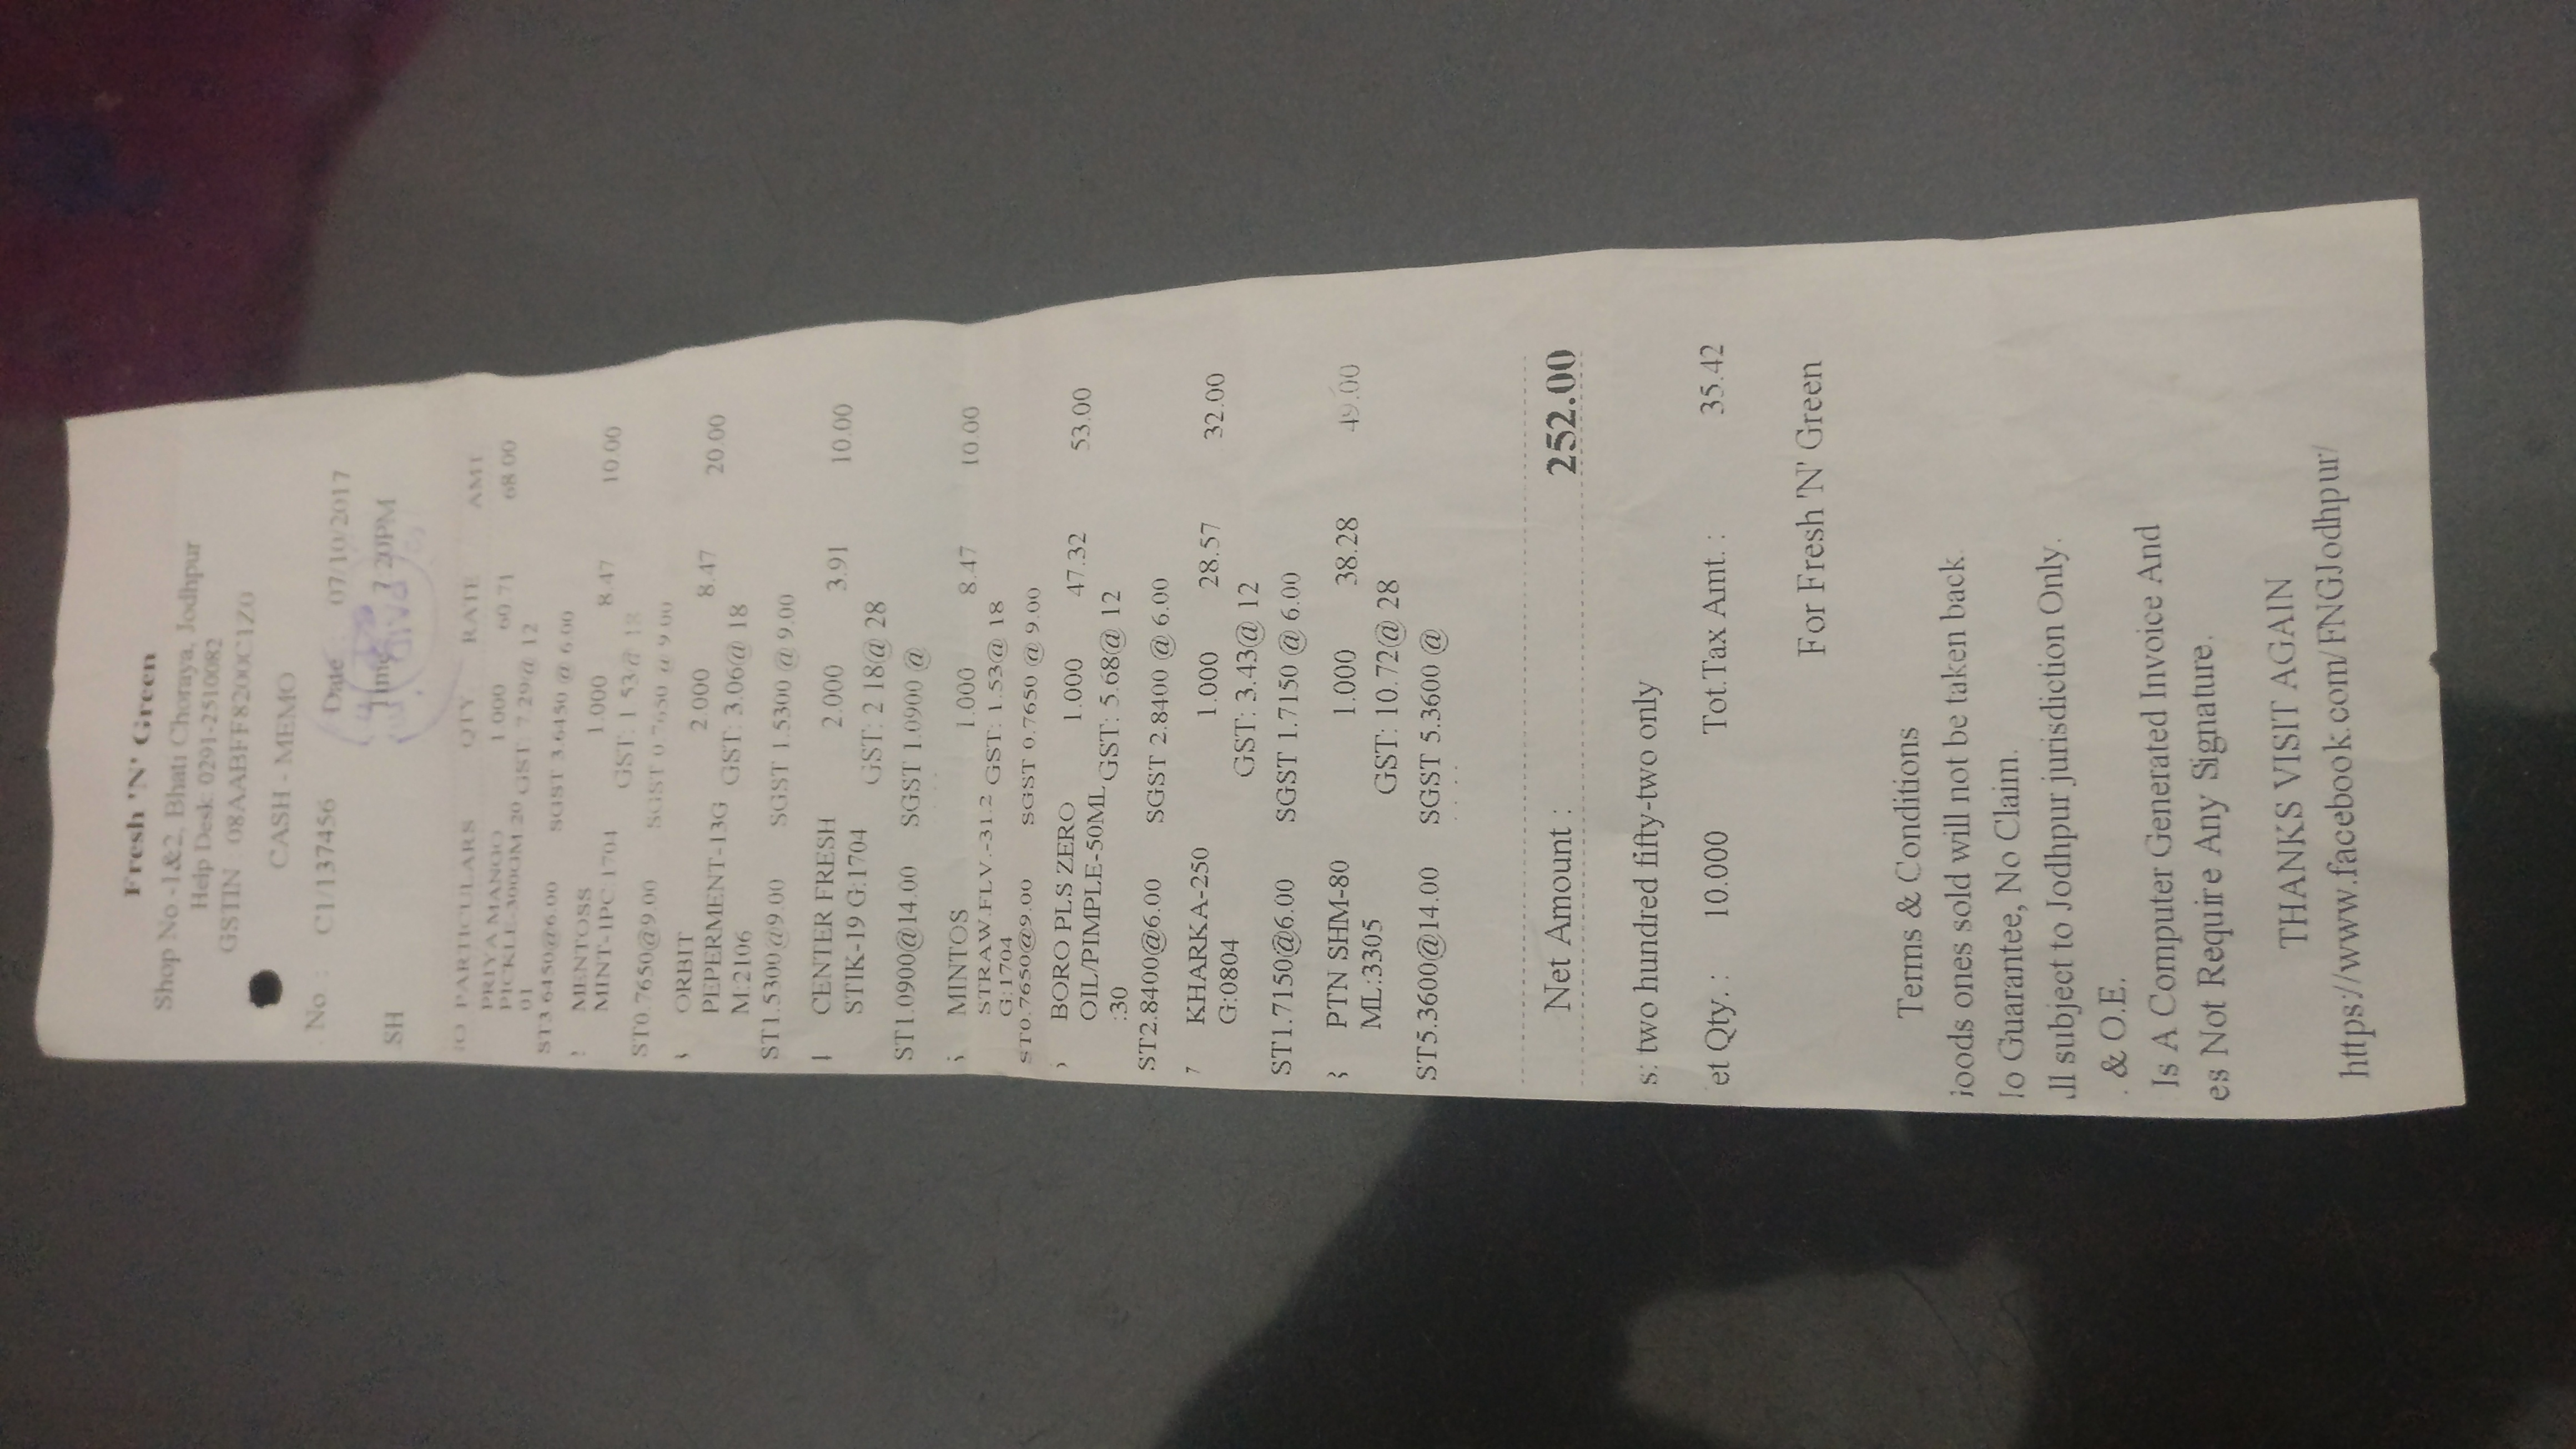 Fresh 'N' Green
Shop No.-1&2, Bhati Choraya, Jodhpur
Help Desk: 0291-2510082
GSTIN : 08AABFF8200C1Z0
CASH - MEMO
No. : C1/137456 Date : 07/10/2017
SH Time 7:20PM
PAID
PARTICULARS QTY RATE AMT
PRIYA MANGO 1.000 60.71 68.00
PICKLE-300GM:20 GST: 7.29@ 12
01
ST3.6450@6.00 SGST 3.6450 @ 6.00
MENTOSS 1.000 8.47 10.00
MINT-1PC:1704 GST: 1.53@ 18
ST0.7650@9.00 SGST 0.7650 @ 9.00
ORBIT 2.000 8.47 20.00
PEPERMENT-13G GST: 3.06@ 18
M:2106
ST1.5300@9.00 SGST 1.5300 @ 9.00
CENTER FRESH 2.000 3.91 10.00
STIK-19 G:1704 GST: 2.18@ 28
ST1.0900@14.00 SGST 1.0900 @
MINTOS 1.000 8.47 10.00
STRAW.FLV.-31.2 GST: 1.53@ 18
G:1704
ST0.7650@9.00 SGST 0.7650 @ 9.00
BORO PLS ZERO 1.000 47.32 53.00
OIL/PIMPLE-50ML GST: 5.68@ 12
:30
ST2.8400@6.00 SGST 2.8400 @ 6.00
7 KHARKA-250 1.000 28.57 32.00
G:0804 GST: 3.43@ 12
ST1.7150@6.00 SGST 1.7150 @ 6.00
PTN SHM-80 1.000 38.28 49.00
ML:3305 GST: 10.72@ 28
ST5.3600@14.00 SGST 5.3600 @
Net Amount : 252.00
s: two hundred fifty-two only
et Qty. : 10.000 Tot.Tax Amt. : 35.42
For Fresh 'N' Green
Terms & Conditions
oods ones sold will not be taken back.
o Guarantee, No Claim.
ll subject to Jodhpur jurisdiction Only.
. & O.E.
Is A Computer Generated Invoice And
es Not Require Any Signature.
THANKS VISIT AGAIN
https://www.facebook.com/FNGJodhpur/